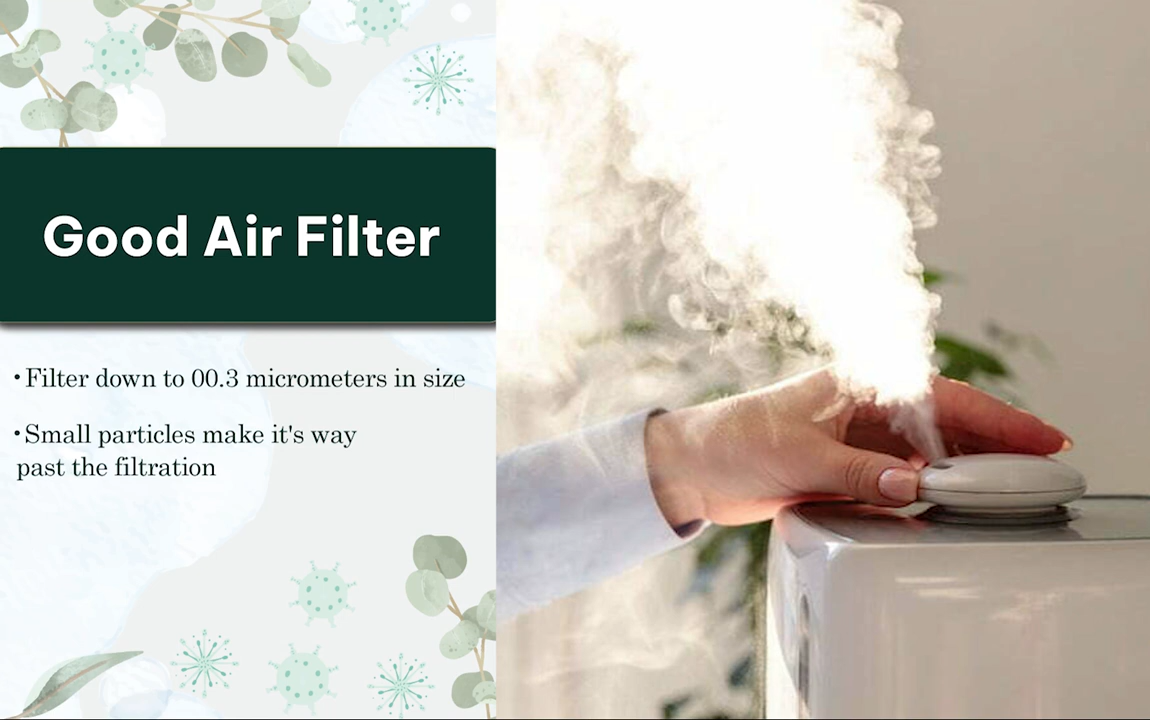 Good Air Filter
•Filter down to 00.3 micrometers in size
•Small particles make it's way
past the filtration